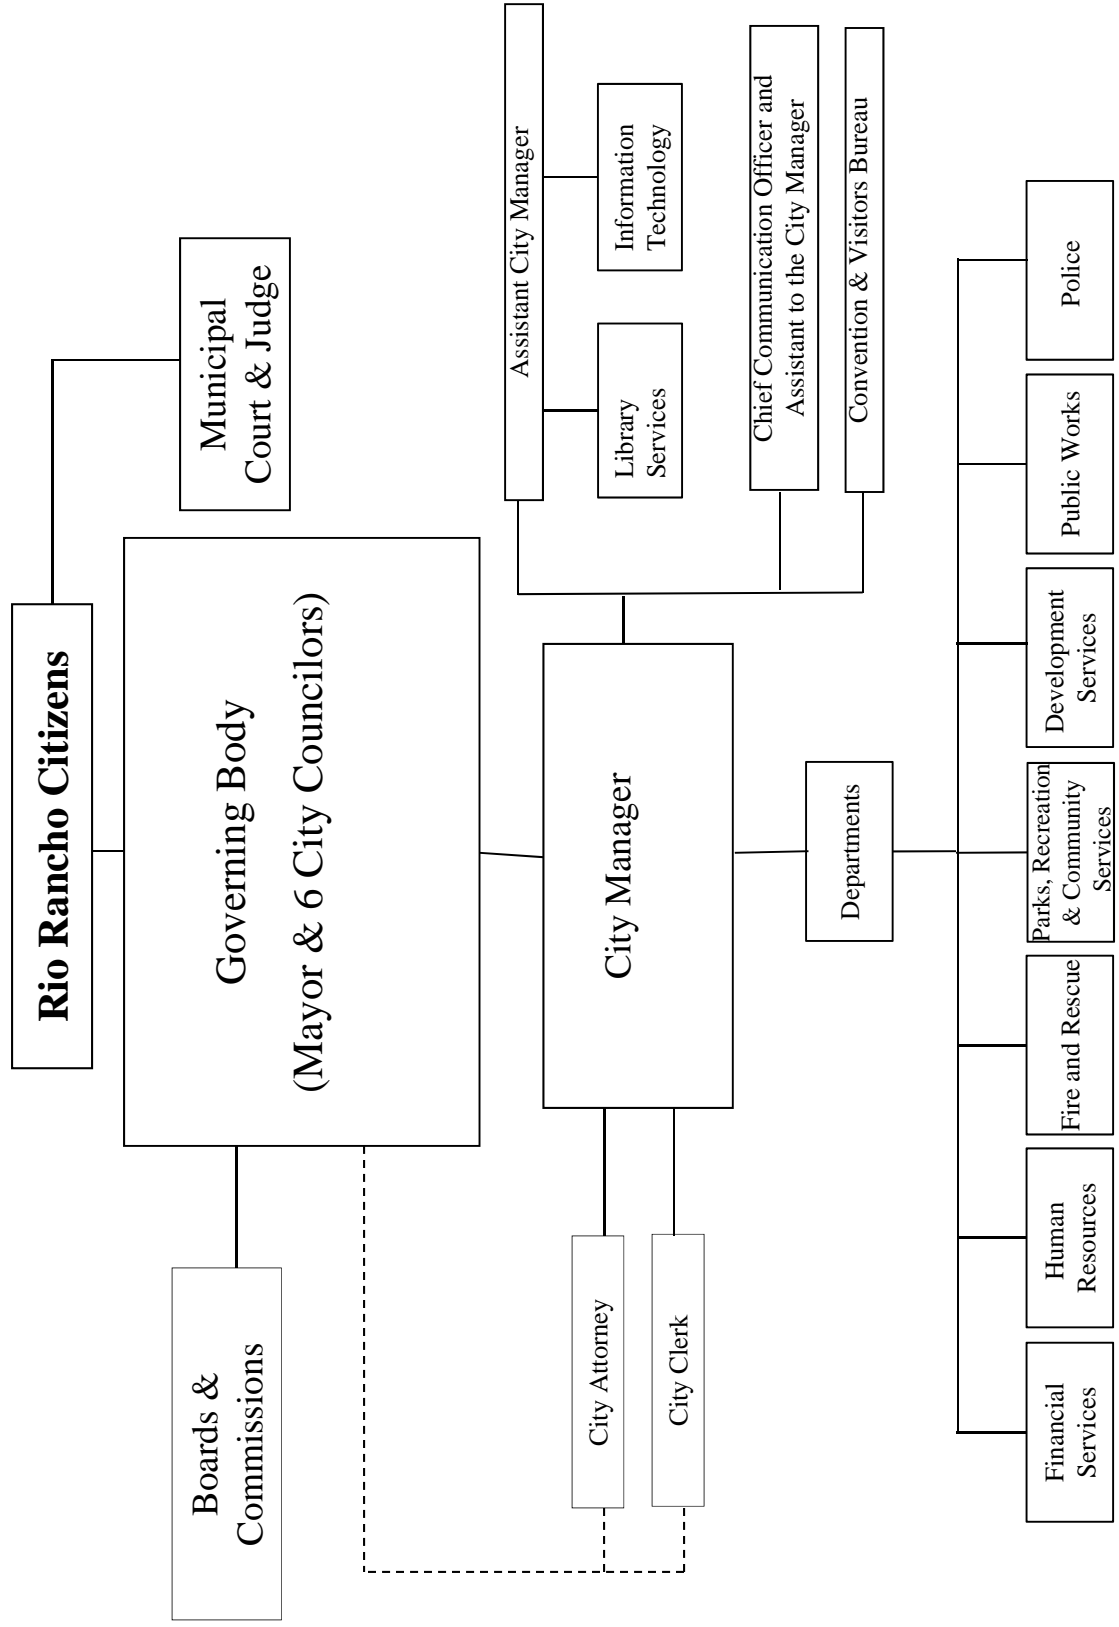 Rio Rancho Citizens
Municipal
Court & Judge
Governing Body
(Mayor & 6 City Councilors)
Boards &
Commissions
Assistant City Manager
Library
Services
Information
Technology
City Manager
City Attorney
City Clerk
Chief Communication Officer and
Assistant to the City Manager
Convention & Visitors Bureau
Departments
Financial
Services
Human
Resources
Fire and Rescue
Parks, Recreation
& Community
Services
Development
Services
Public Works
Police